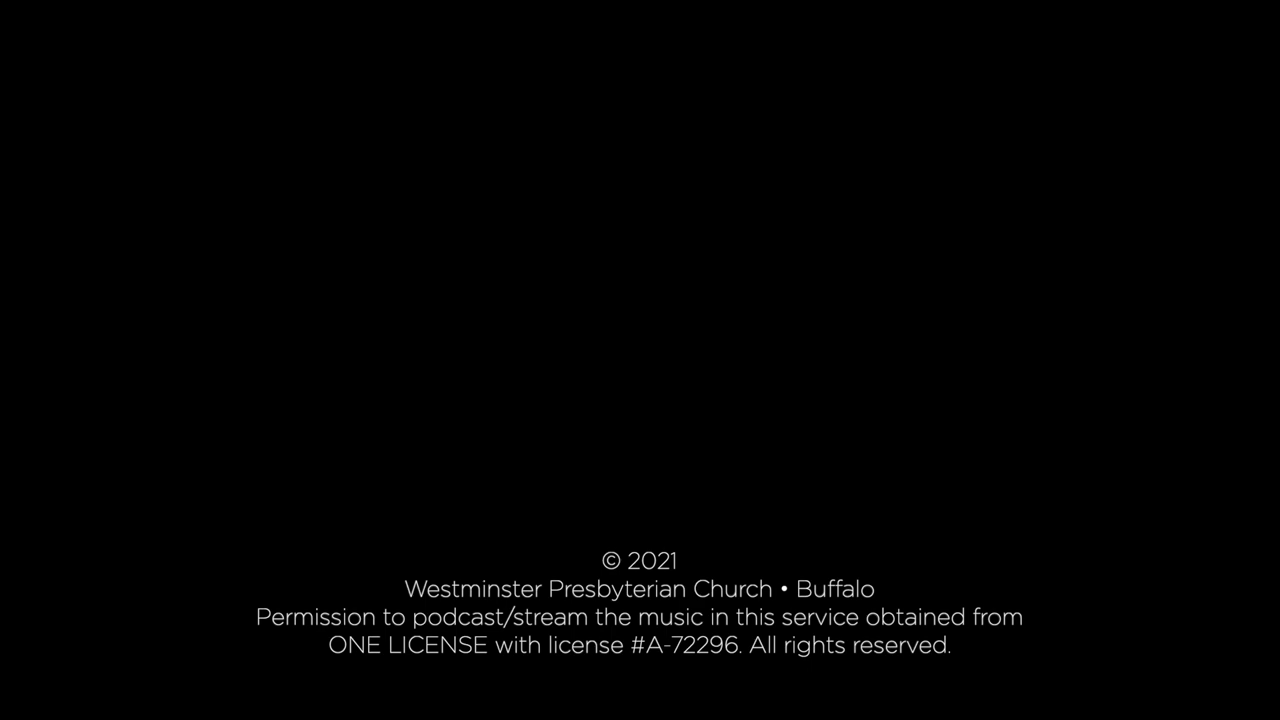 © 2021
Westminster Presbyterian Church • Buffalo
Permission to podcast/stream the music in this service obtained from
ONE LICENSE with license #A-72296. All rights reserved.